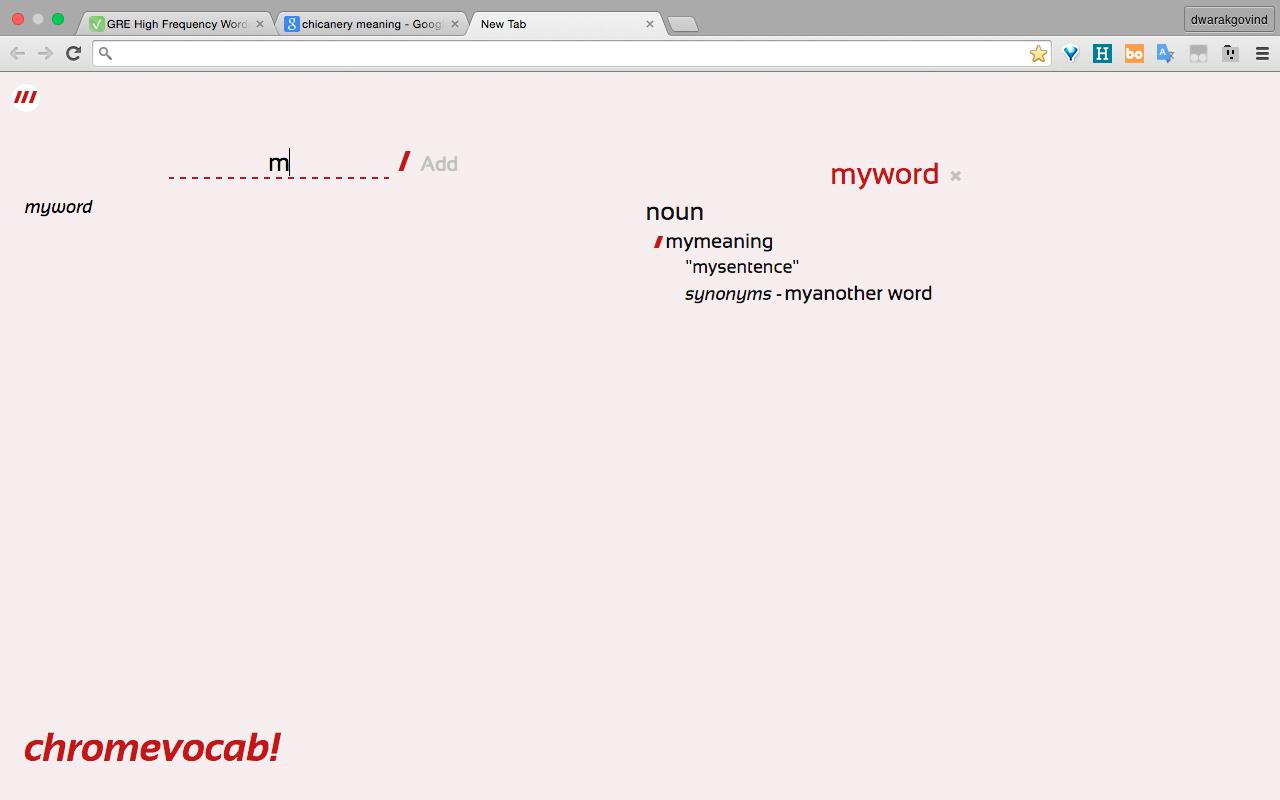 GRE High Frequency Word
chicanery meaning - Goog
New Tab
dwarakgovind
m
Add
myword
myword
noun
mymeaning
"mysentence"
synonyms - myanother word
chromevocab!